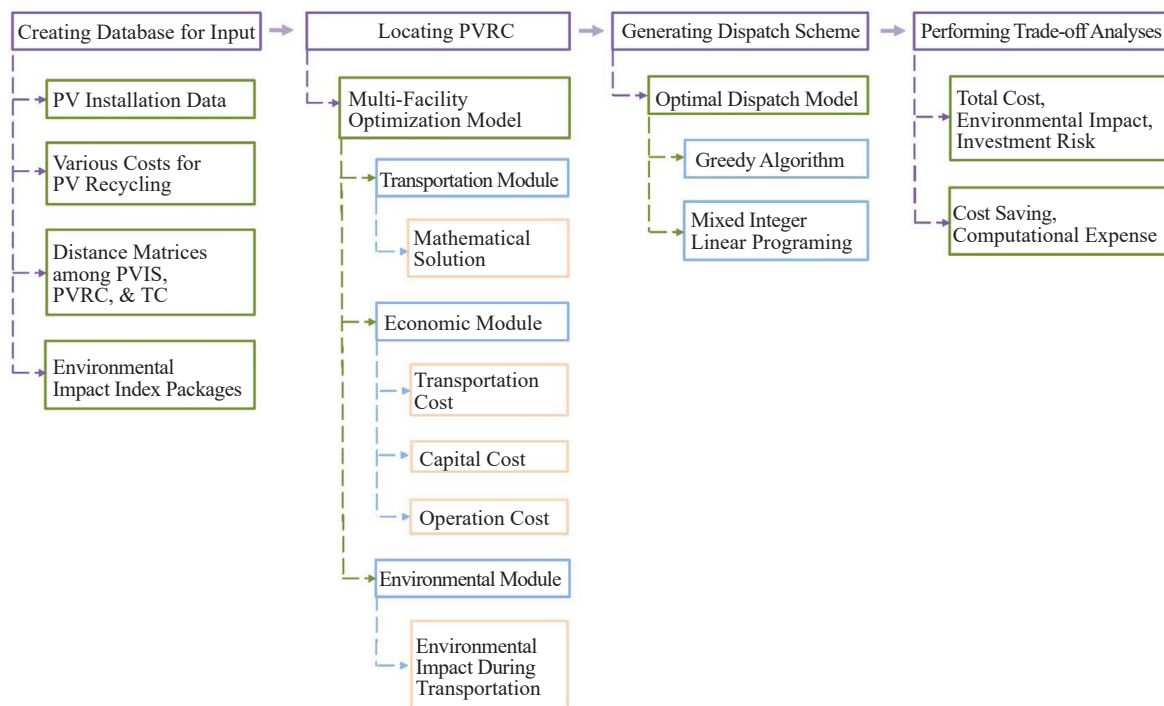 Creating Database for Input
PV Installation Data
Various Costs for
PV Recycling
Distance Matrices
among PVIS,
PVRC, & TC
Environmental
Impact Index Packages
Locating PVRC
Multi-Facility
Optimization Model
Transportation Module
Mathematical
Solution
Economic Module
Transportation
Cost
Capital Cost
Operation Cost
Environmental Module
Environmental
Impact During
Transportation
Generating Dispatch Scheme
Optimal Dispatch Model
Greedy Algorithm
Mixed Integer
Linear Programing
Performing Trade-off Analyses
Total Cost,
Environmental Impact,
Investment Risk
Cost Saving,
Computational Expense